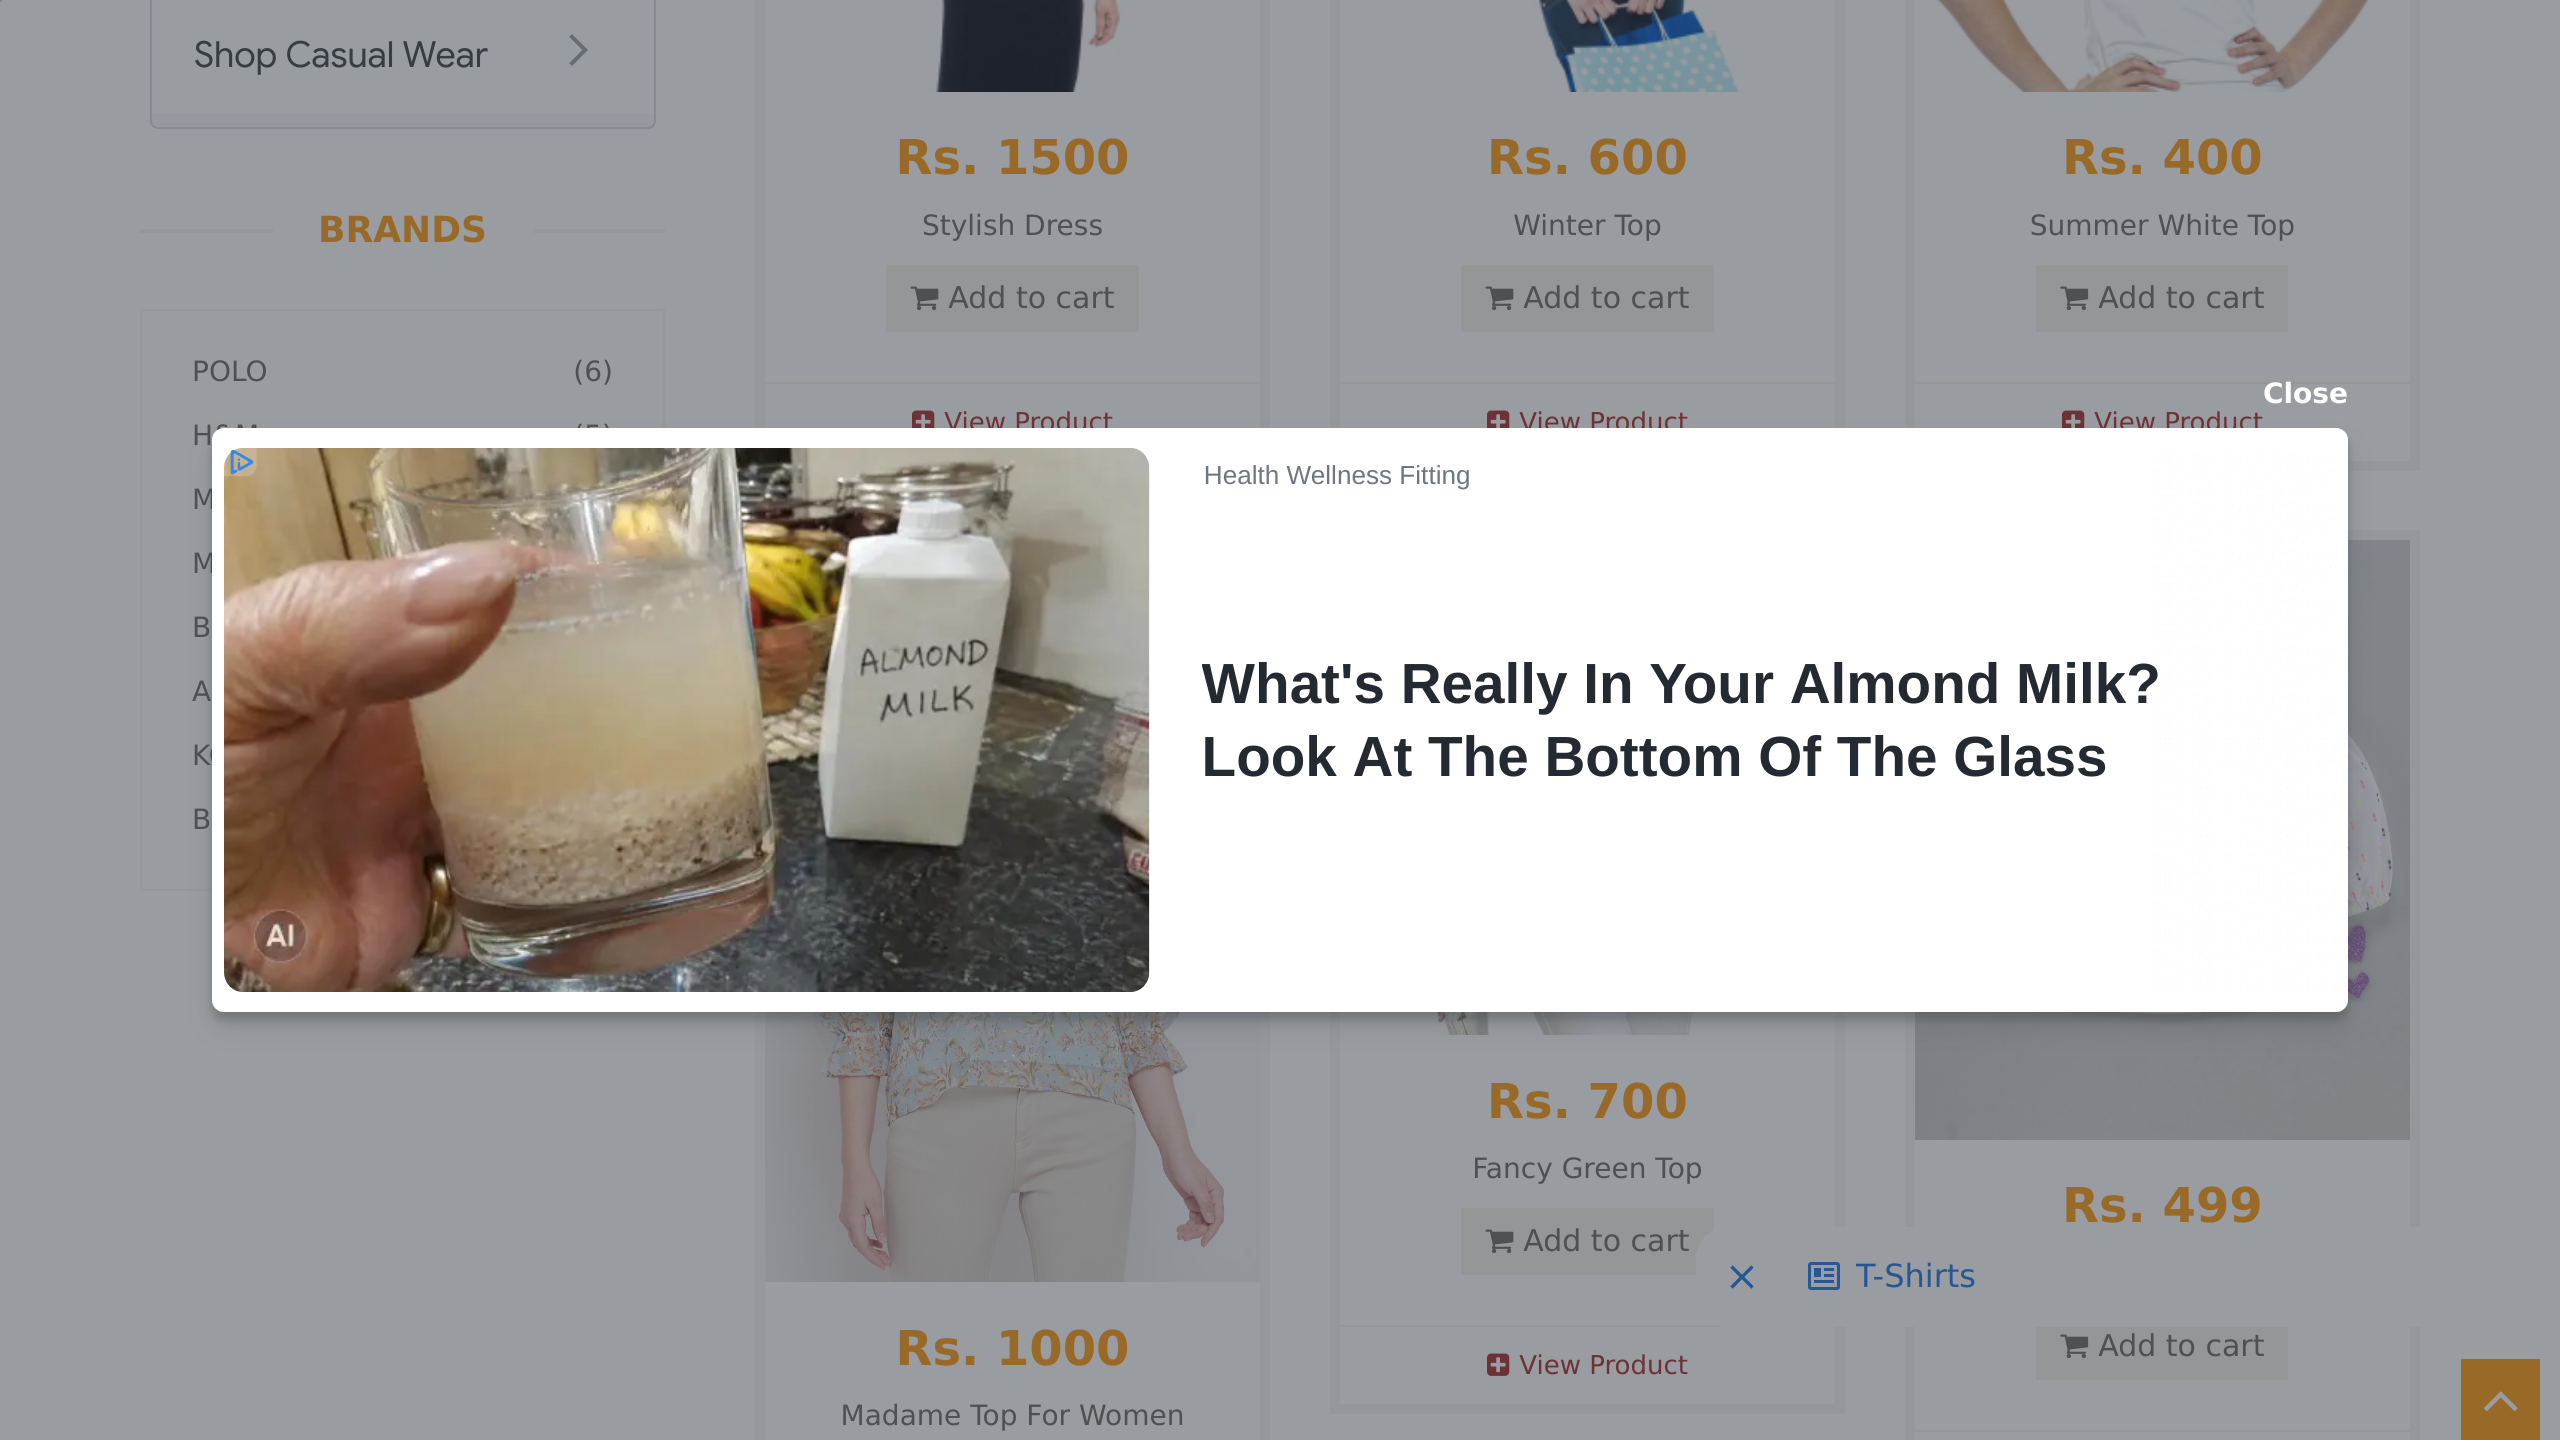 Shop Casual Wear
BRANDS
POLO (6)
Rs. 1500
Stylish Dress
Add to cart
View Product
Rs. 600
Winter Top
Add to cart
View Product
Rs. 400
Summer White Top
Add to cart
View Product
Close
Health Wellness Fitting
What's Really In Your Almond Milk?
Look At The Bottom Of The Glass
ALMOND
MILK
AI
Rs. 1000
Madame Top For Women
Rs. 700
Fancy Green Top
Add to cart
View Product
Rs. 499
T-Shirts
Add to cart